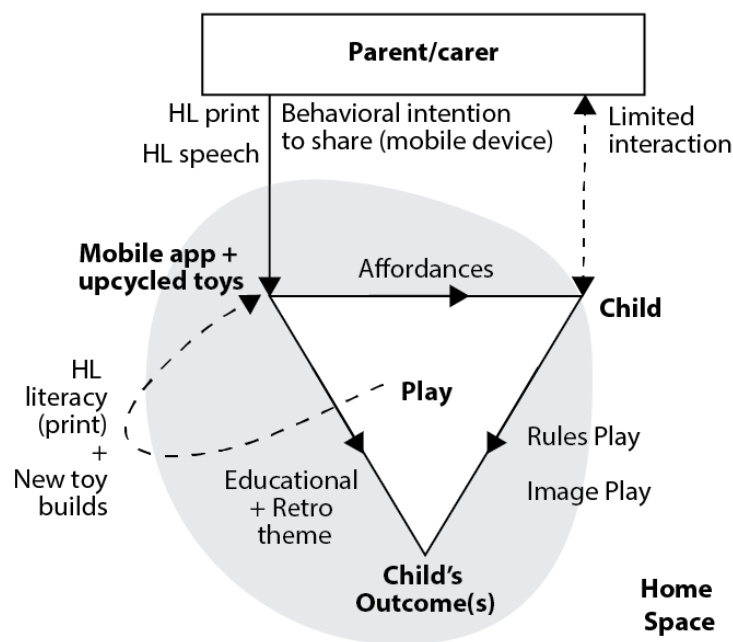 Parent/carer
HL print
HL speech
Behavioral intention
to share (mobile device)
Limited
interaction
Mobile app +
upcycled toys
Affordances
Child
HL
literacy
(print)
+
New toy
builds
Play
Educational
+ Retro
theme
Rules Play
Image Play
Child's
Outcome(s)
Home
Space